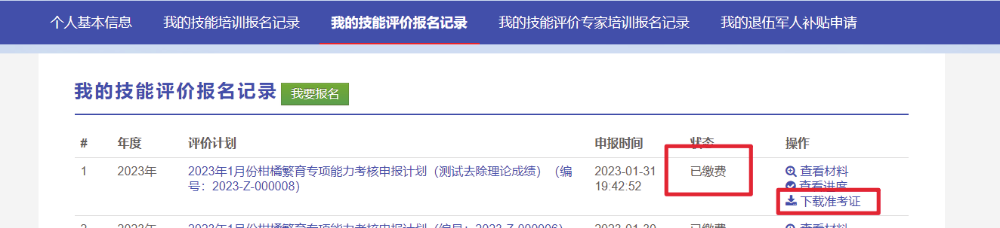 个人基本信息 我的技能培训报名记录 我的技能评价报名记录 我的技能评价专家培训报名记录 我的退伍军人补贴申请
我的技能评价报名记录 我要报名
# 年度 评价计划 申报时间 状态 操作
1 2023年 2023年1月份柑橘繁育专项能力考核申报计划（测试去除理论成绩）（编 2023-01-31 已缴费 查看材料
号：2023-Z-000008） 19:42:52 查看进度
下载准考证
2 2023年 2023年1月份柑橘繁育专项能力考核申报计划（编号：2023-Z-000006） 2023-01-30 已缴费 查看材料